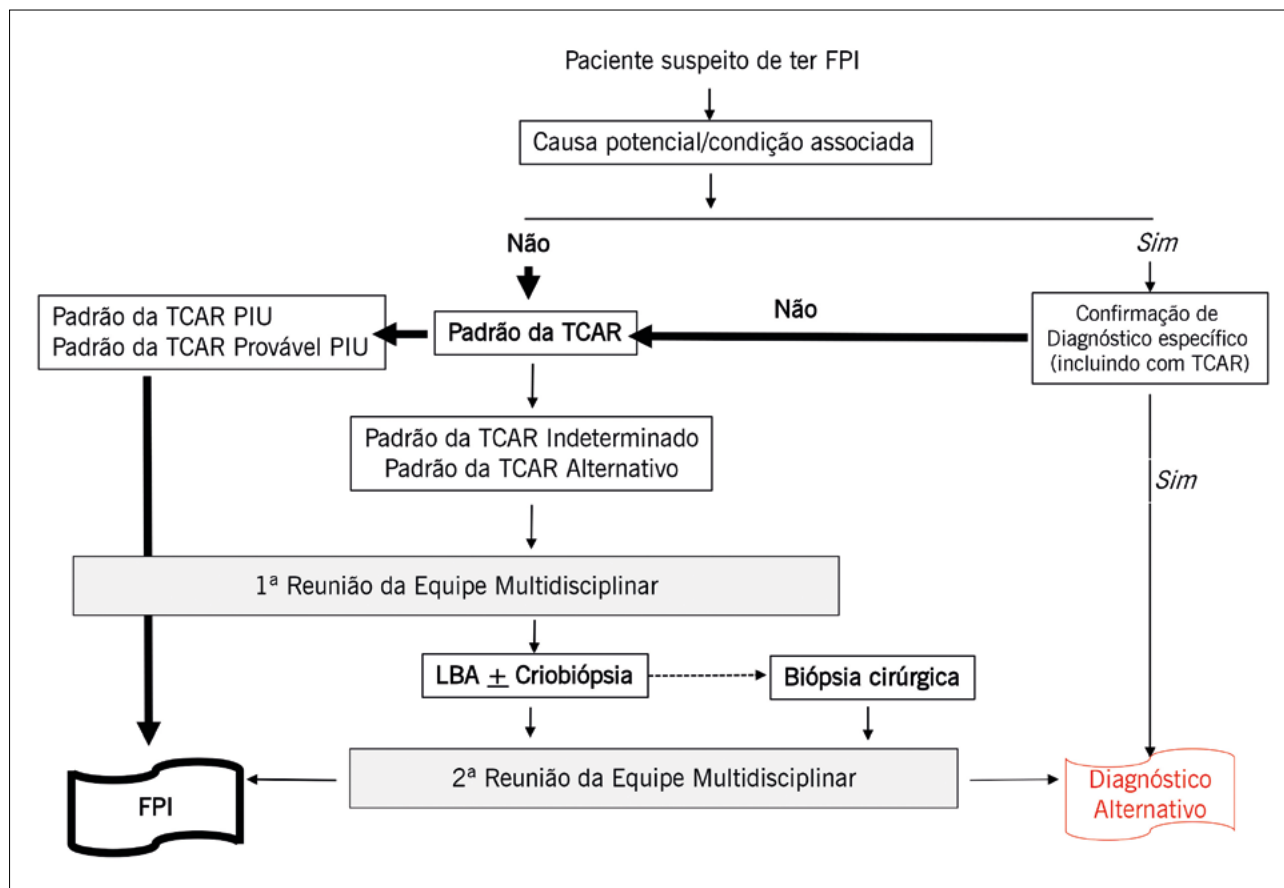 Paciente suspeito de ter FPI
Causa potencial/condição associada
Não
Sim
Padrão da TCAR PIU
Padrão da TCAR Provável PIU
Padrão da TCAR
Não
Confirmação de
Diagnóstico específico
(incluindo com TCAR)
Padrão da TCAR Indeterminado
Padrão da TCAR Alternativo
Sim
1ª Reunião da Equipe Multidisciplinar
LBA ± Criobiópsia
Biópsia cirúrgica
2ª Reunião da Equipe Multidisciplinar
FPI
Diagnóstico
Alternativo